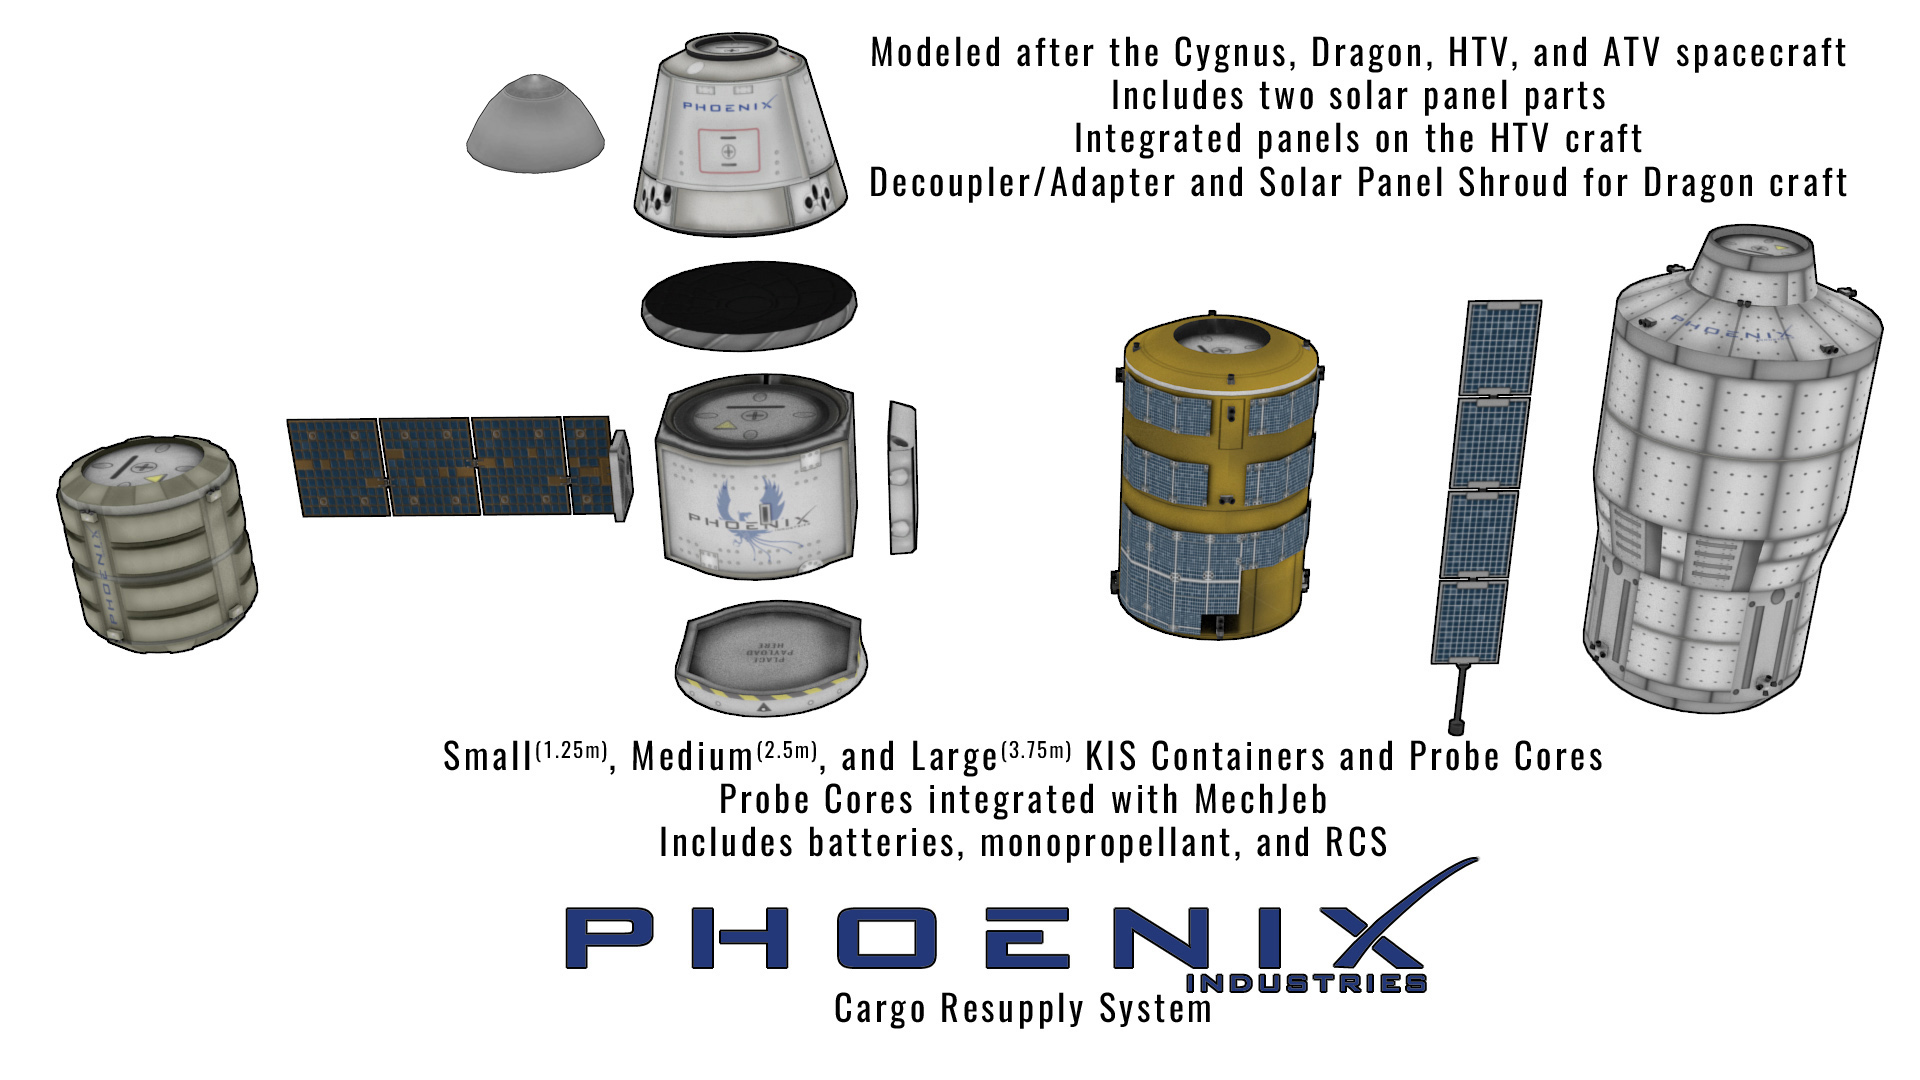 Modeled after the Cygnus, Dragon, HTV, and ATV spacecraft
Includes two solar panel parts
Integrated panels on the HTV craft
Decoupler/Adapter and Solar Panel Shroud for Dragon craft
PHOENIX
PHOENIX
PHOENIX
PHOENIX
PLACE
PAYLOAD
HERE
Small(1.25m), Medium(2.5m), and Large(3.75m) KIS Containers and Probe Cores
Probe Cores integrated with MechJeb
Includes batteries, monopropellant, and RCS
PHOENIX
INDUSTRIES
Cargo Resupply System